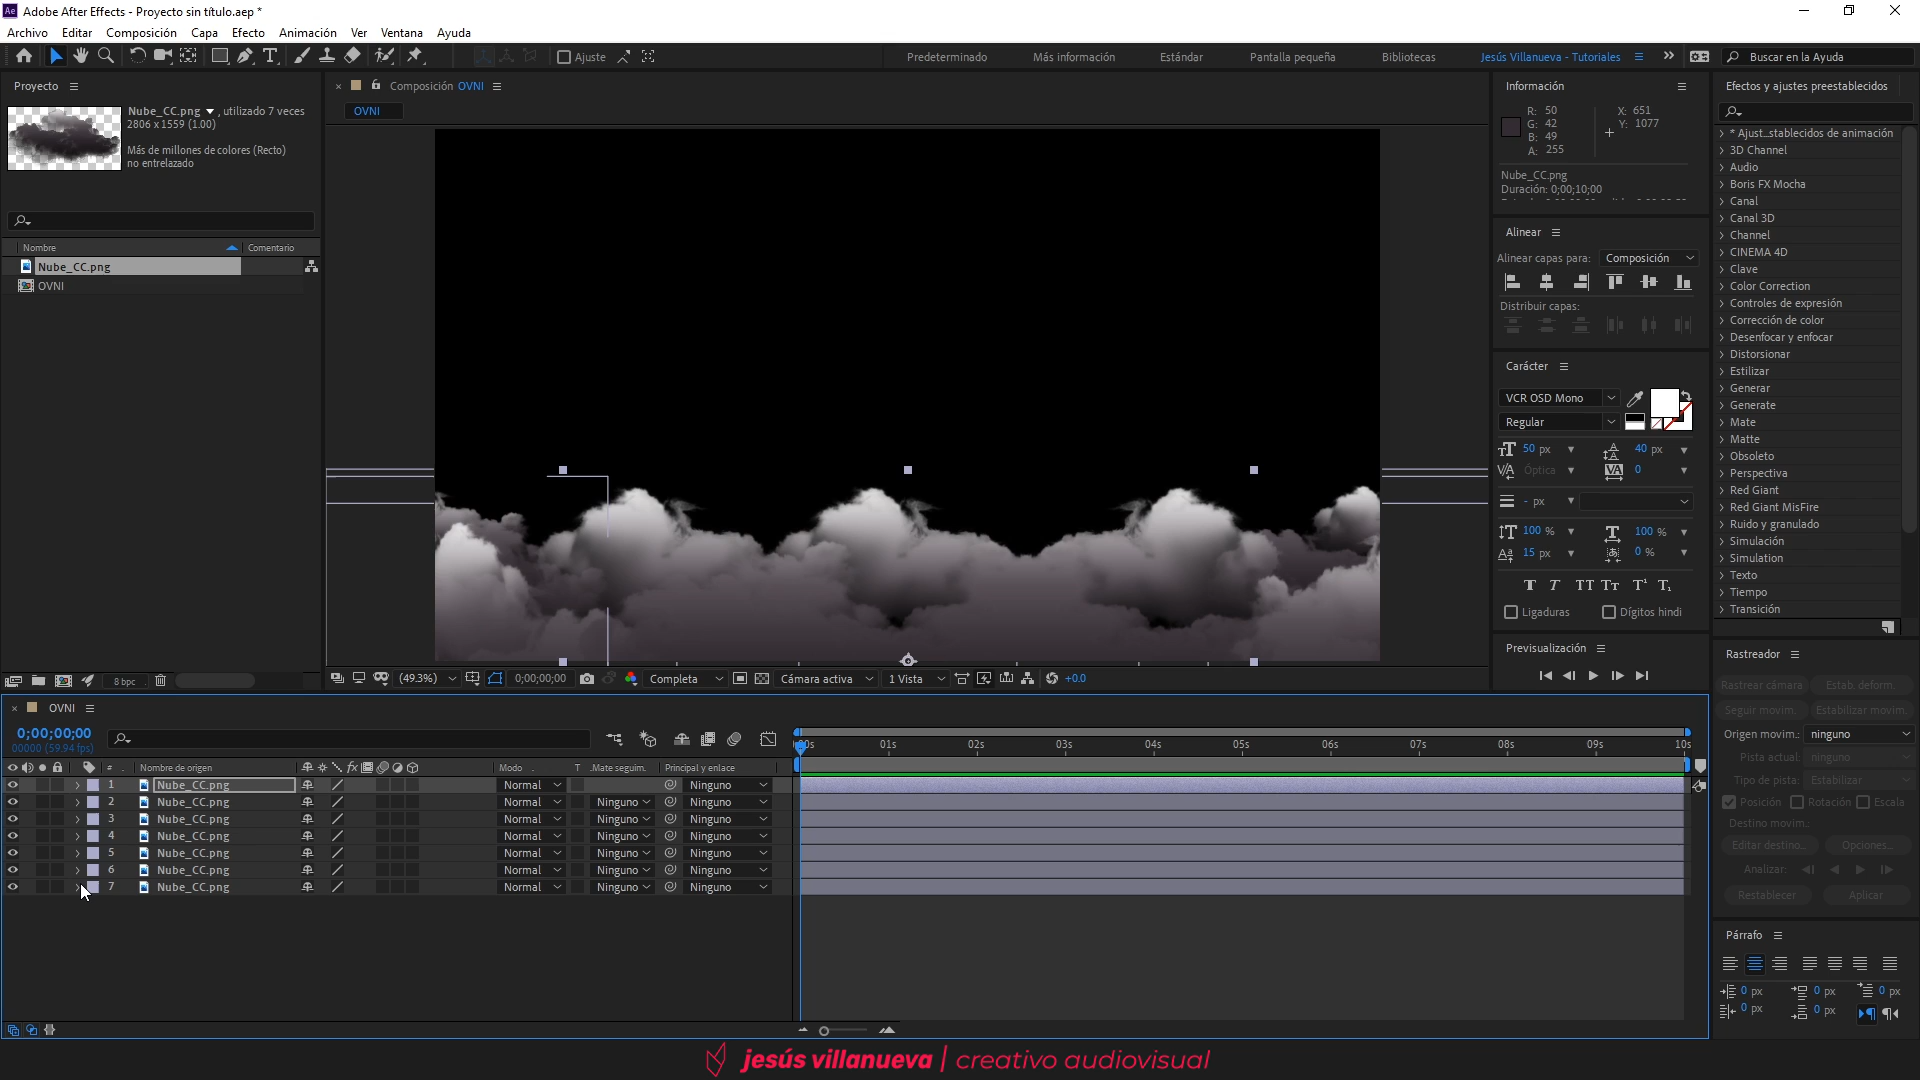 Adobe After Effects - Proyecto sin título.aep *
Archivo Editar Composición Capa Efecto Animación Ver Ventana Ayuda
Ajuste Predeterminado Más información Estándar Pantalla pequeña Bibliotecas Jesús Villanueva - Tutoriales Buscar en la Ayuda
Proyecto
Nube_CC.png , utilizado 7 veces
2806 x 1559 (1.00)
Más de millones de colores (Recto)
no entrelazado
Nombre Comentario
Nube_CC.png
OVNI
8 bpc
Composición OVNI
OVNI
(49.3%) 0;00;00;00 Completa Cámara activa 1 Vista +0.0
Información
R: 50 X: 651
G: 42 Y: 1077
B: 49
A: 255
Nube_CC.png
Duración: 0;00;10;00
Alinear
Alinear capas para: Composición
Distribuir capas:
Carácter
VCR OSD Mono
Regular
50 px 40 px
Óptica 0
- px
100 % 100 %
15 px 0 %
T T TT Tт T¹ T₁
Ligaduras Dígitos hindi
Previsualización
Efectos y ajustes preestablecidos
* Ajust...stablecidos de animación
3D Channel
Audio
Boris FX Mocha
Canal
Canal 3D
Channel
CINEMA 4D
Clave
Color Correction
Controles de expresión
Corrección de color
Desenfocar y enfocar
Distorsionar
Estilizar
Generar
Generate
Mate
Matte
Obsoleto
Perspectiva
Red Giant
Red Giant MisFire
Ruido y granulado
Simulación
Simulation
Texto
Tiempo
Transición
Rastreador
Rastrear cámara Estab. deform.
Seguir movim. Estabilizar movim.
Origen movim.: ninguno
Pista actual: ninguno
Tipo de pista: Estabilizar
Posición Rotación Escala
Destino movim.:
Editar destino... Opciones...
Analizar:
Restablecer Aplicar
Párrafo
0 px 0 px 0 px
0 px 0 px
OVNI
0;00;00;00
00000 (59.94 fps)
00s 01s 02s 03s 04s 05s 06s 07s 08s 09s 10s
# Nombre de origen fx Modo T .Mate seguim. Principal y enlace
1 Nube_CC.png Normal Ninguno
2 Nube_CC.png Normal Ninguno Ninguno
3 Nube_CC.png Normal Ninguno Ninguno
4 Nube_CC.png Normal Ninguno Ninguno
5 Nube_CC.png Normal Ninguno Ninguno
6 Nube_CC.png Normal Ninguno Ninguno
7 Nube_CC.png Normal Ninguno Ninguno
jesús villanueva | creativo audiovisual